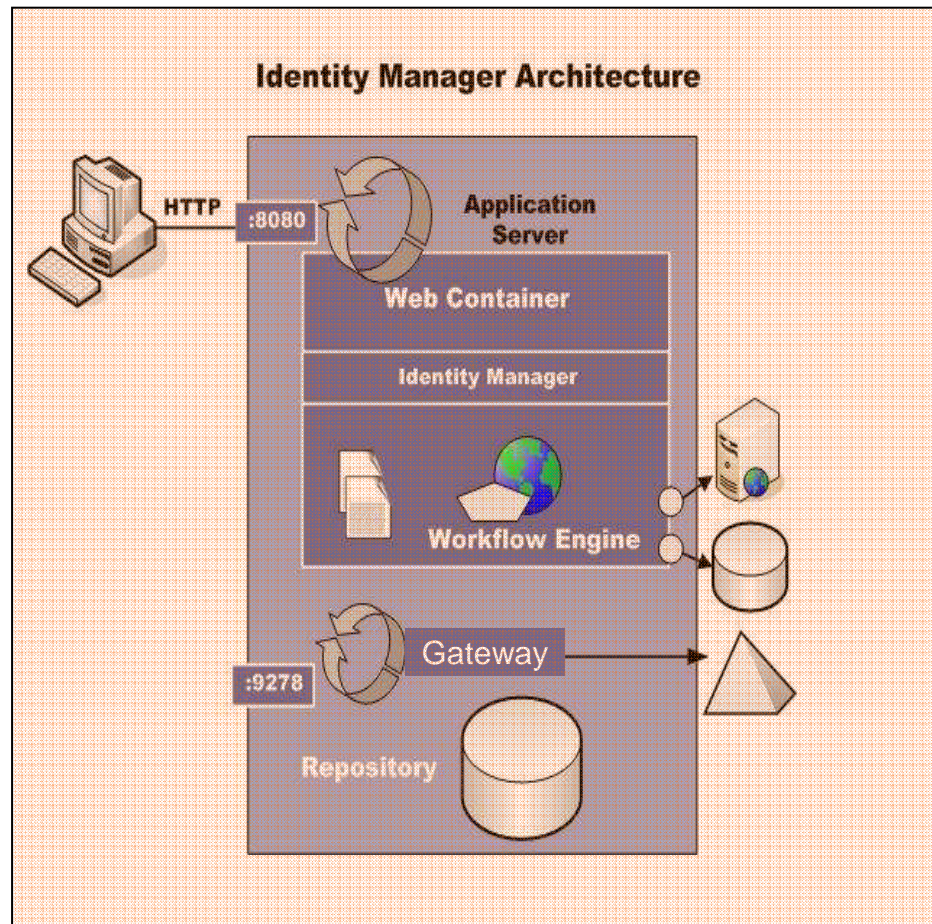 Identity Manager Architecture
HTTP
:8080
Application
Server
Web Container
Identity Manager
Workflow Engine
Gateway
:9278
Repository